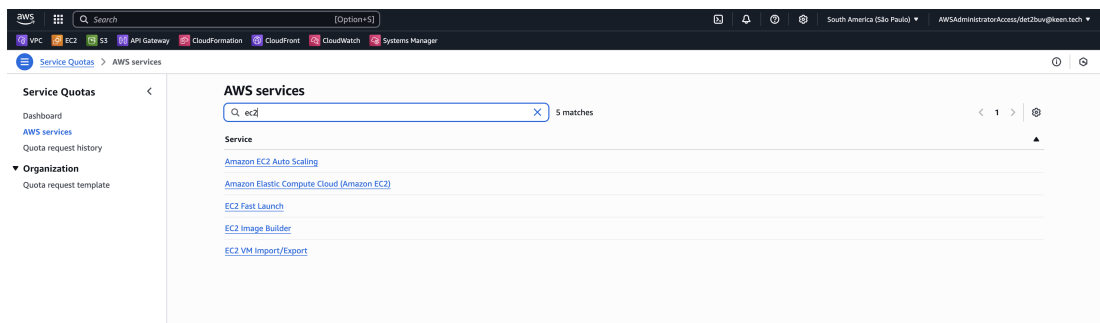 aws
Search [Option+S] South America (São Paulo) ▼ AWSAdministratorAccess/det2buv@keen.tech ▼
VPC EC2 S3 API Gateway CloudFormation CloudFront CloudWatch Systems Manager
Service Quotas > AWS services
Service Quotas
Dashboard
AWS services
Quota request history
▼ Organization
Quota request template
AWS services
ec2 5 matches < 1 >
Service ▲
Amazon EC2 Auto Scaling
Amazon Elastic Compute Cloud (Amazon EC2)
EC2 Fast Launch
EC2 Image Builder
EC2 VM Import/Export